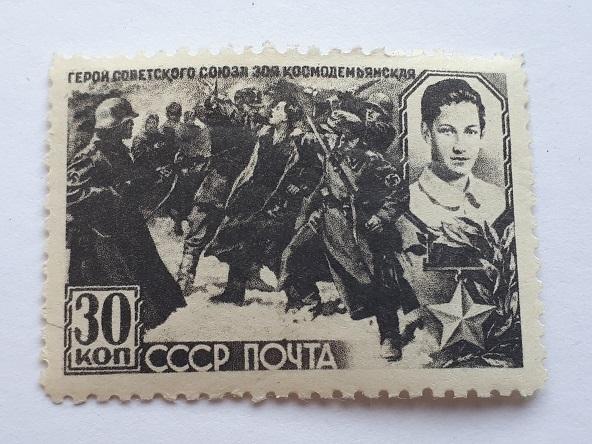 ГЕРОЙ СОВЕТСКОГО СОЮЗА ЗОЯ КОСМОДЕМЬЯНСКАЯ
30
КОП
СССР ПОЧТА